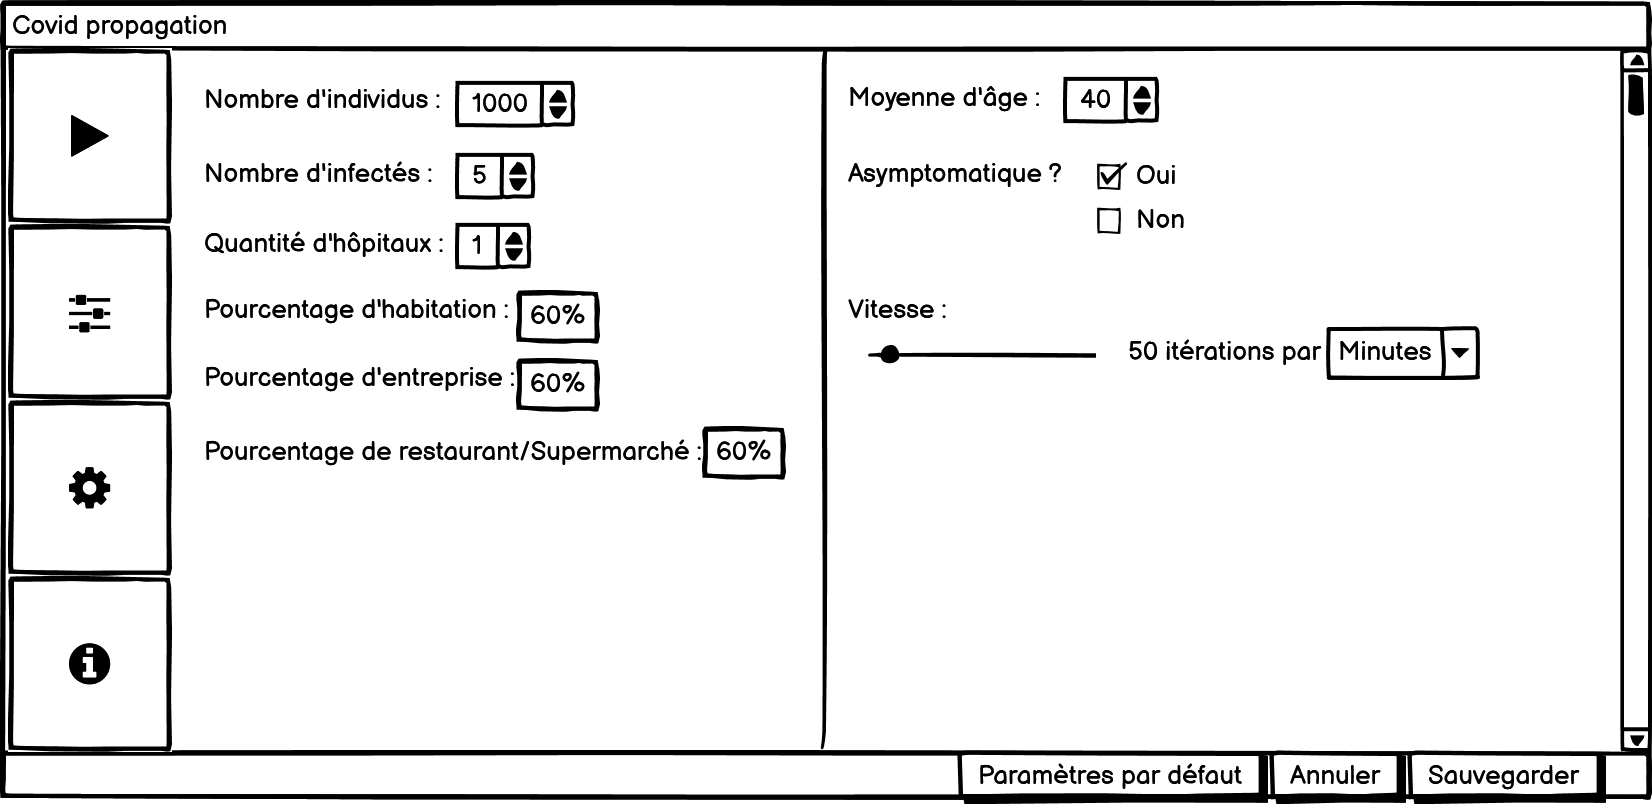 Covid propagation
Nombre d'individus : 1000
Nombre d'infectés : 5
Quantité d'hôpitaux : 1
Pourcentage d'habitation : 60%
Pourcentage d'entreprise : 60%
Pourcentage de restaurant/Supermarché : 60%
Moyenne d'âge : 40
Asymptomatique ? Oui
Non
Vitesse :
50 itérations par Minutes
Paramètres par défaut Annuler Sauvegarder